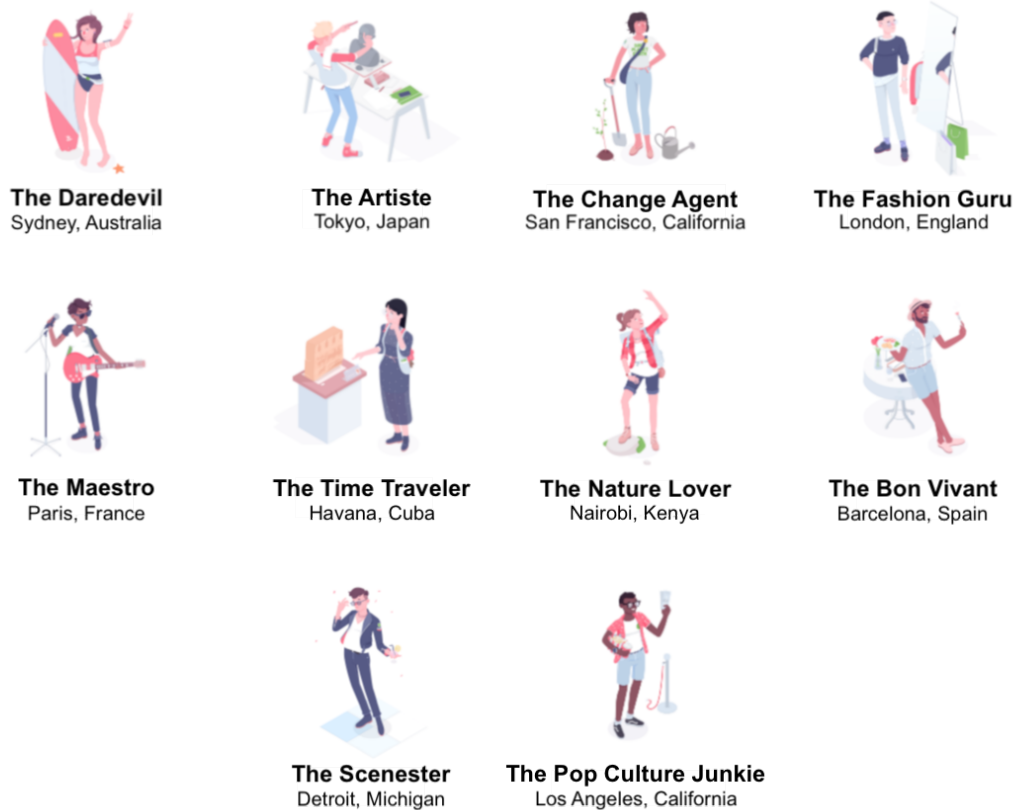 The Daredevil
Sydney, Australia
The Artiste
Tokyo, Japan
The Change Agent
San Francisco, California
The Fashion Guru
London, England
The Maestro
Paris, France
The Time Traveler
Havana, Cuba
The Nature Lover
Nairobi, Kenya
The Bon Vivant
Barcelona, Spain
The Scenester
Detroit, Michigan
The Pop Culture Junkie
Los Angeles, California